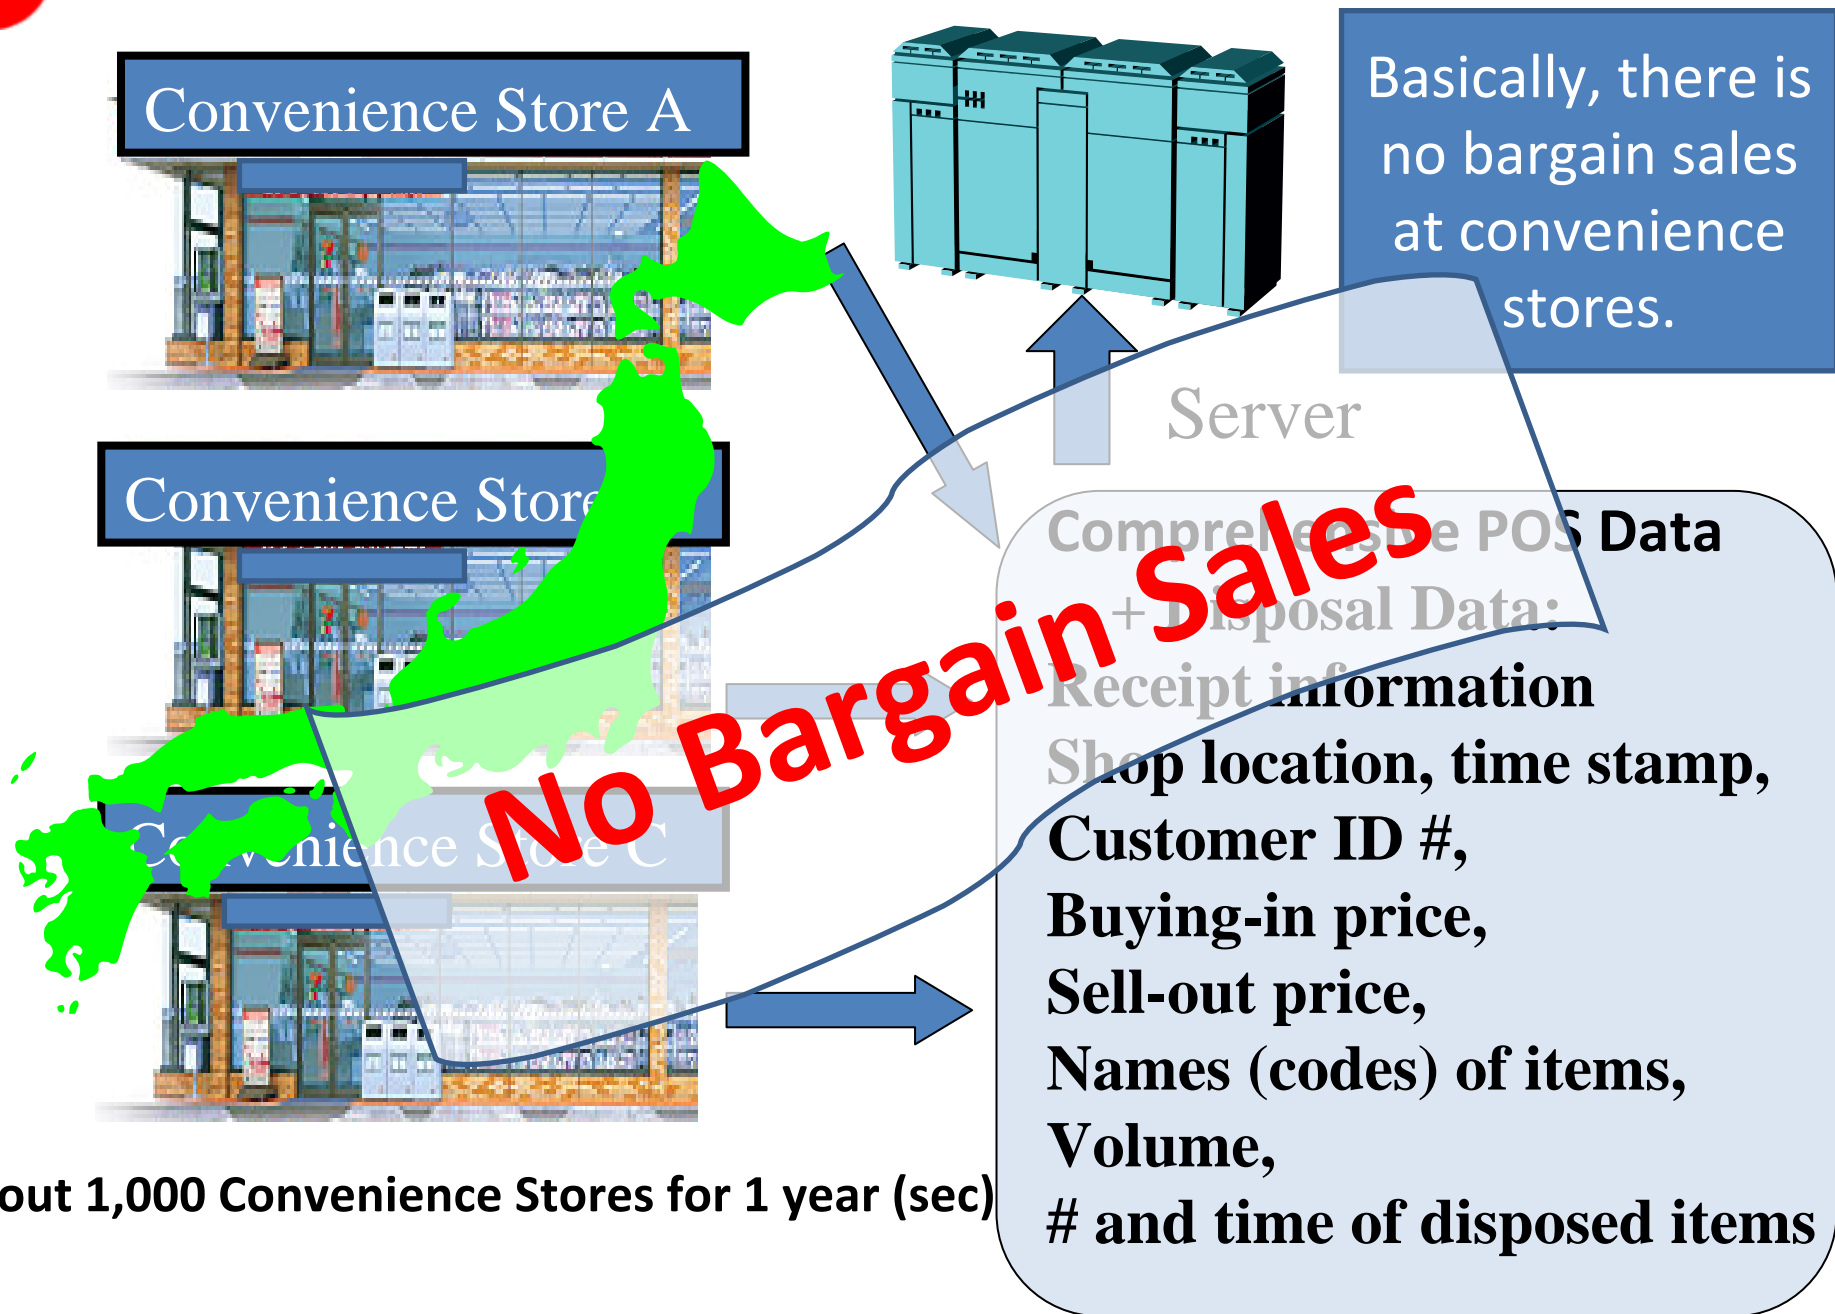 Convenience Store A
Basically, there is
no bargain sales
at convenience
stores.
Server
Convenience Store
Comprehensive POS Data
+ Disposal Data:
Receipt information
Shop location, time stamp,
Customer ID #,
Buying-in price,
Sell-out price,
Names (codes) of items,
Volume,
# and time of disposed items
No Bargain Sales
Convenience Store C
out 1,000 Convenience Stores for 1 year (sec)